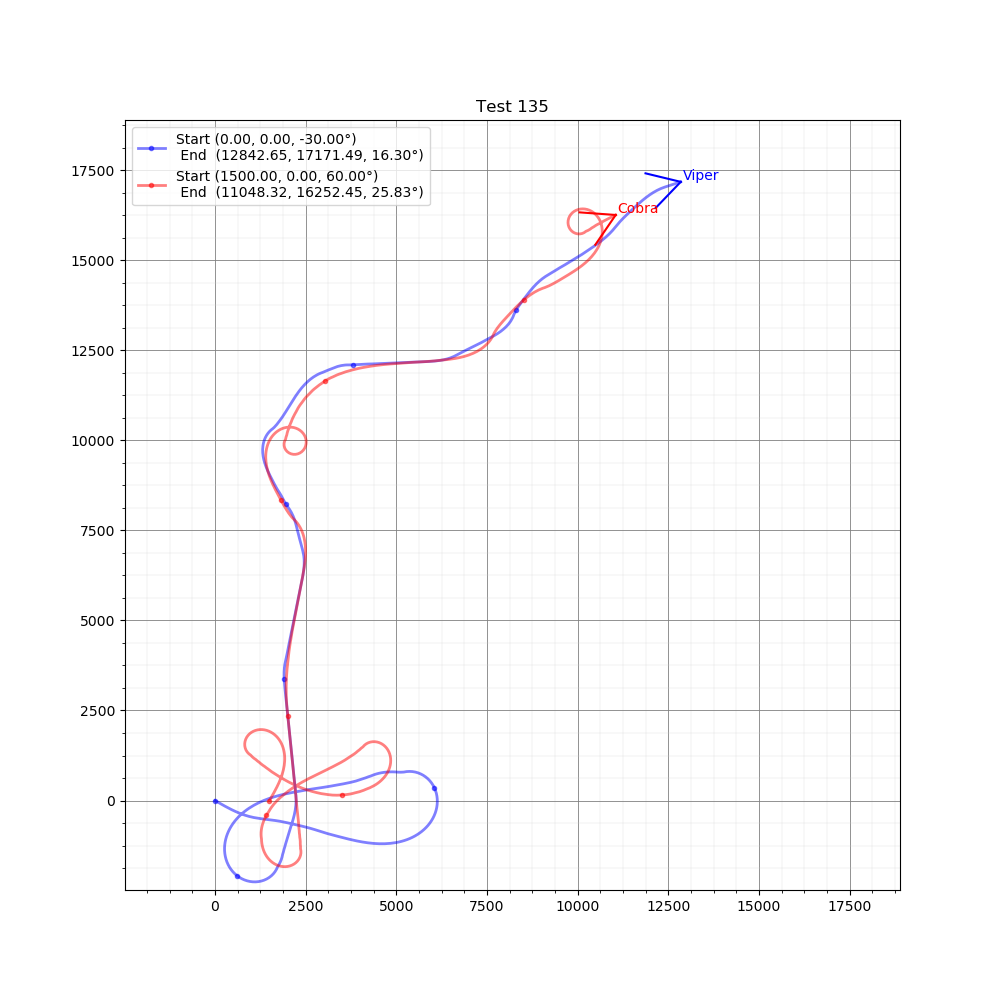 Test 135
Start (0.00, 0.00, -30.00°)
End  (12842.65, 17171.49, 16.30°)
Start (1500.00, 0.00, 60.00°)
End  (11048.32, 16252.45, 25.83°)
Viper
Cobra
17500
15000
12500
10000
7500
5000
2500
0
0 2500 5000 7500 10000 12500 15000 17500